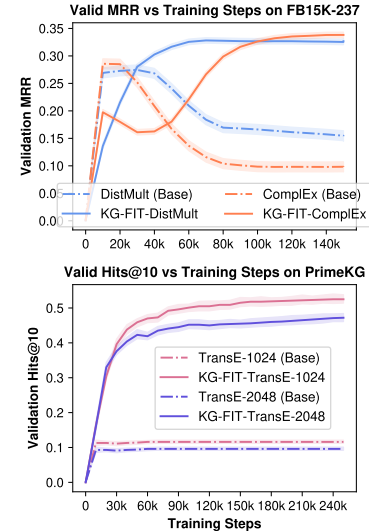 Valid MRR vs Training Steps on FB15K-237
Validation MRR
0.35
0.30
0.25
0.20
0.15
0.10
0.05
0.00
DistMult (Base)
KG-FIT-DistMult
ComplEx (Base)
KG-FIT-ComplEx
0 20k 40k 60k 80k 100k 120k 140k
Valid Hits@10 vs Training Steps on PrimeKG
Validation Hits@10
0.5
0.4
0.3
0.2
0.1
0.0
TransE-1024 (Base)
KG-FIT-TransE-1024
TransE-2048 (Base)
KG-FIT-TransE-2048
0 30k 60k 90k 120k 150k 180k 210k 240k
Training Steps